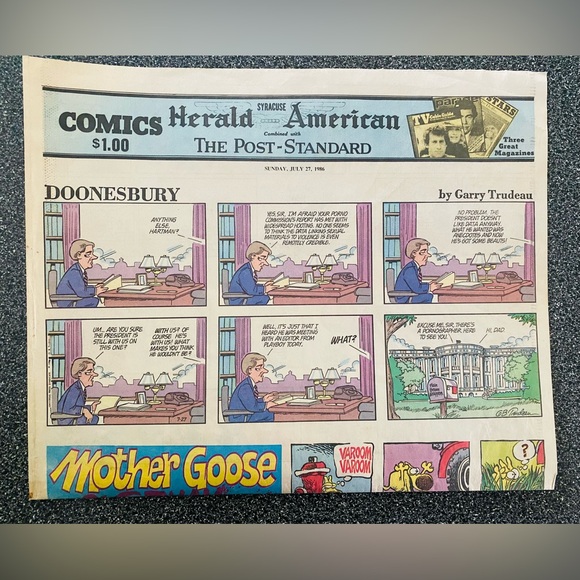 COMICS
$1.00
SYRACUSE
Herald American
Combined with
THE POST-STANDARD
TV
STARS
Three
Great
Magazines
SUNDAY, JULY 27, 1986
DOONESBURY
by Garry Trudeau
ANYTHING
ELSE,
HARTMAN?
YES, SIR. I'M AFRAID YOUR PORNO
COMMISSION'S REPORT HAS MET WITH
WIDESPREAD HOOTING. NO ONE SEEMS
TO THINK THE DATA LINKING SEXUAL
MATERIALS TO VIOLENCE IS EVEN
REMOTELY CREDIBLE.
NO PROBLEM. THE
PRESIDENT DOESN'T
LIKE DATA ANYWAY.
WHAT HE WANTED WAS
ANECDOTES AND NOW
HE'S GOT SOME BEAUTS!
UM.. ARE YOU SURE
THE PRESIDENT IS
STILL WITH US ON
THIS ONE?
WITH US? OF
COURSE HE'S
WITH US! WHAT
MAKES YOU THINK
HE WOULDN'T BE?
7-27
WELL, IT'S JUST THAT I
HEARD HE WAS MEETING
WITH AN EDITOR FROM
PLAYBOY TODAY.
WHAT?
EXCUSE ME, SIR, THERE'S
A PORNOGRAPHER HERE
TO SEE YOU.
HI, DAD.
GB Trudeau
Mother Goose
VAROOM
VAROOM
?